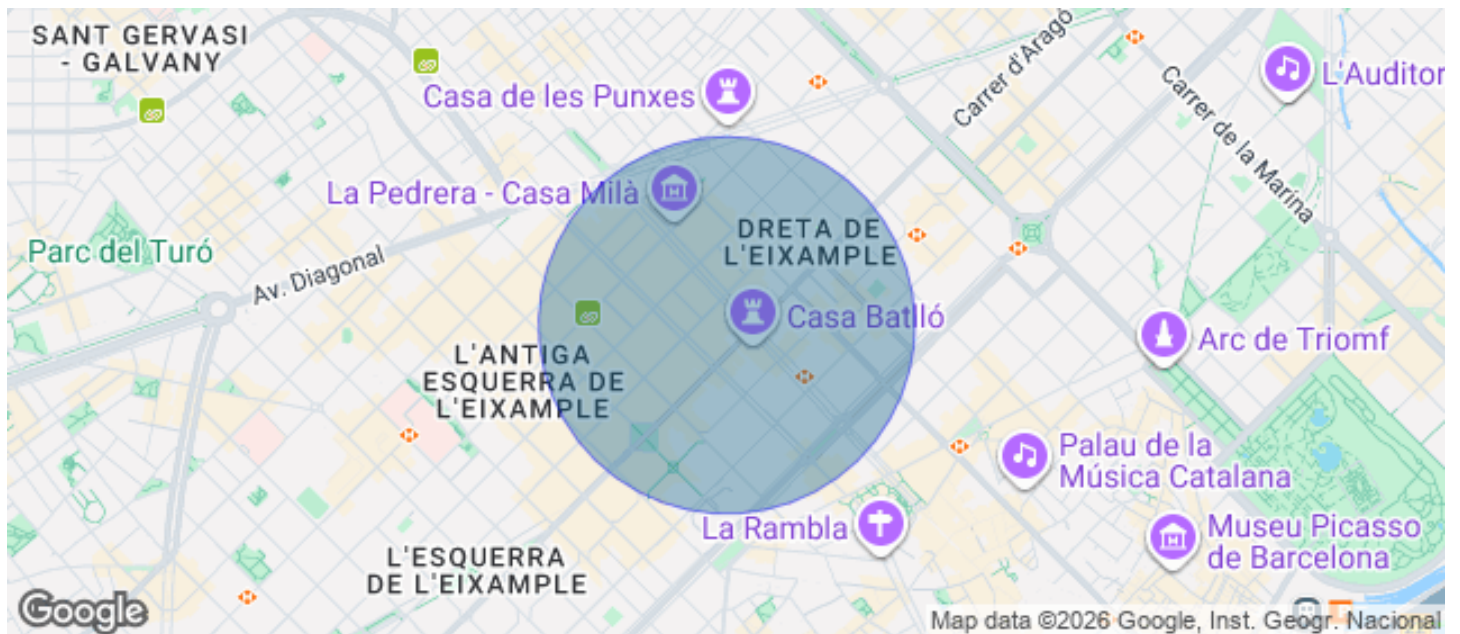 SANT GERVASI
- GALVANY
Casa de les Punxes
Carrer d'Aragó
L'Auditor
Carrer de la Marina
La Pedrera - Casa Milà
DRETA DE
L'EIXAMPLE
Parc del Turó
Av. Diagonal
Casa Batlló
Arc de Triomf
L'ANTIGA
ESQUERRA DE
L'EIXAMPLE
Palau de la
Música Catalana
La Rambla
Museu Picasso
de Barcelona
L'ESQUERRA
DE L'EIXAMPLE
Google
Map data ©2026 Google, Inst. Geogr. Nacional